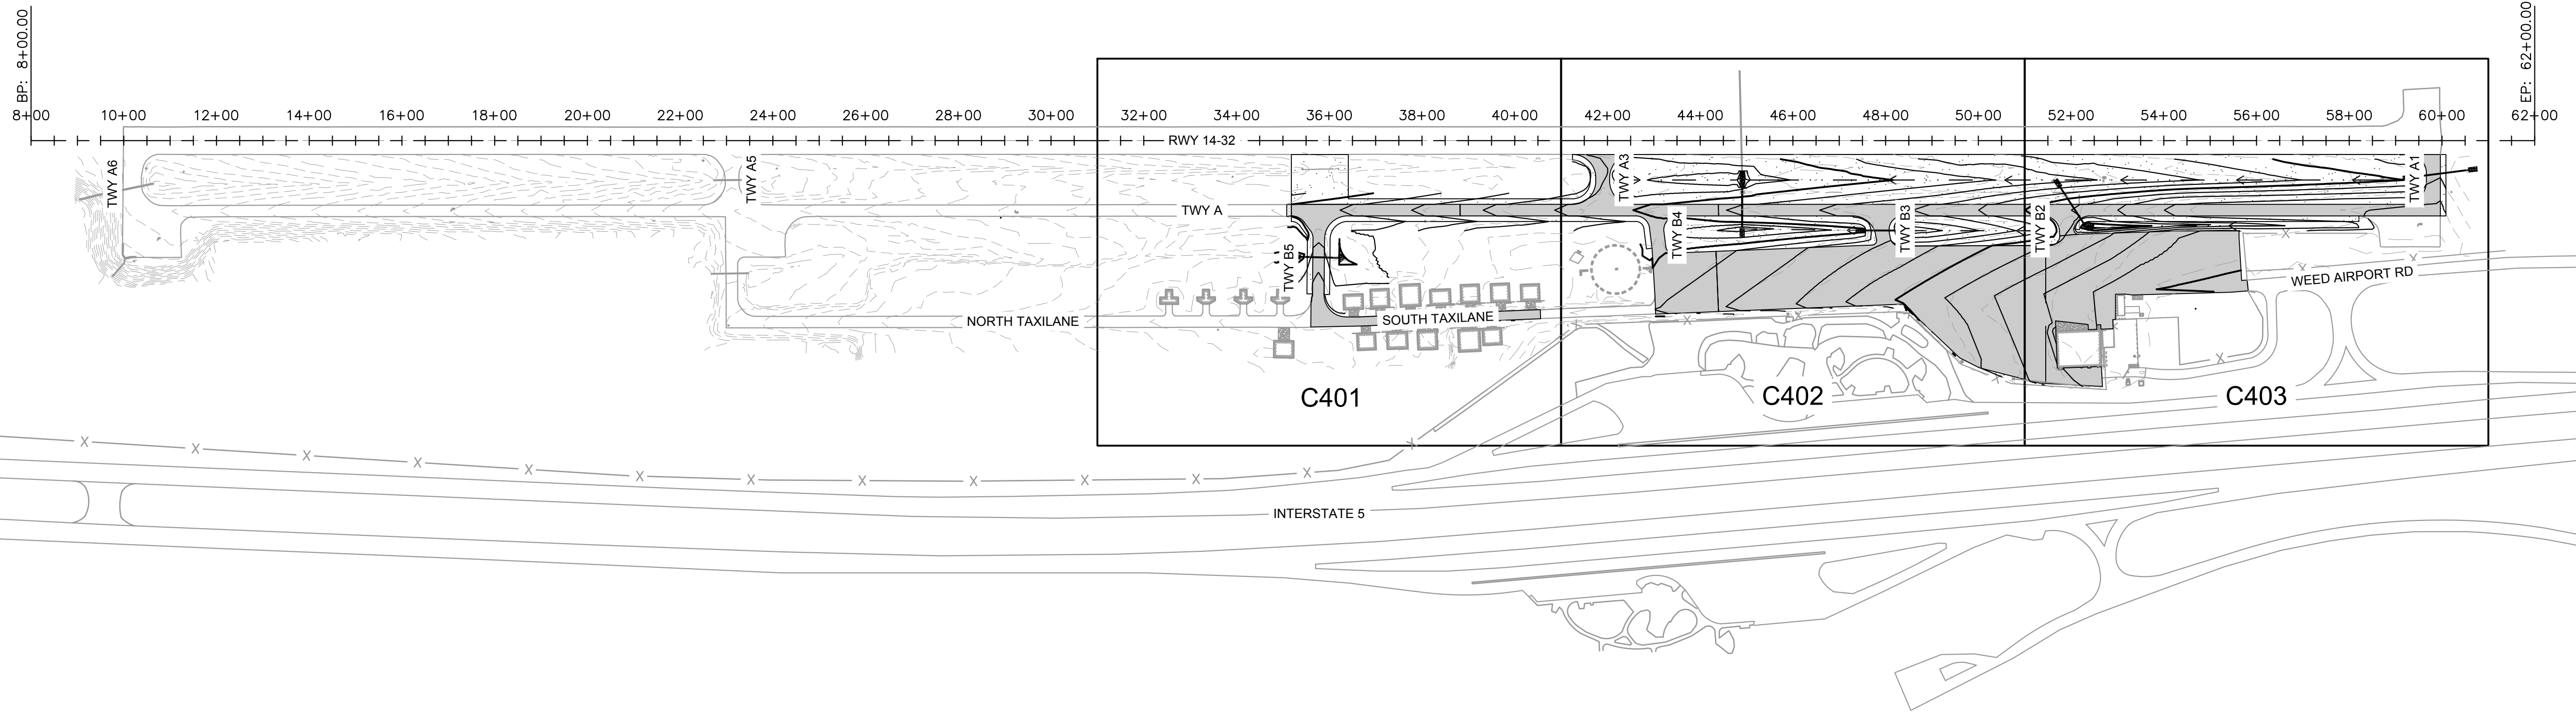 BP: 8+00.00
EP: 62+00.00
8+00 10+00 12+00 14+00 16+00 18+00 20+00 22+00 24+00 26+00 28+00 30+00 32+00 34+00 36+00 38+00 40+00 42+00 44+00 46+00 48+00 50+00 52+00 54+00 56+00 58+00 60+00 62+00
RWY 14-32
TWY A6
TWY A5
TWY A3
TWY A1
TWY A
TWY B5
TWY B4
TWY B3
TWY B2
WEED AIRPORT RD
NORTH TAXILANE
SOUTH TAXILANE
C401
C402
C403
X X X X X X X X X X X X X
INTERSTATE 5